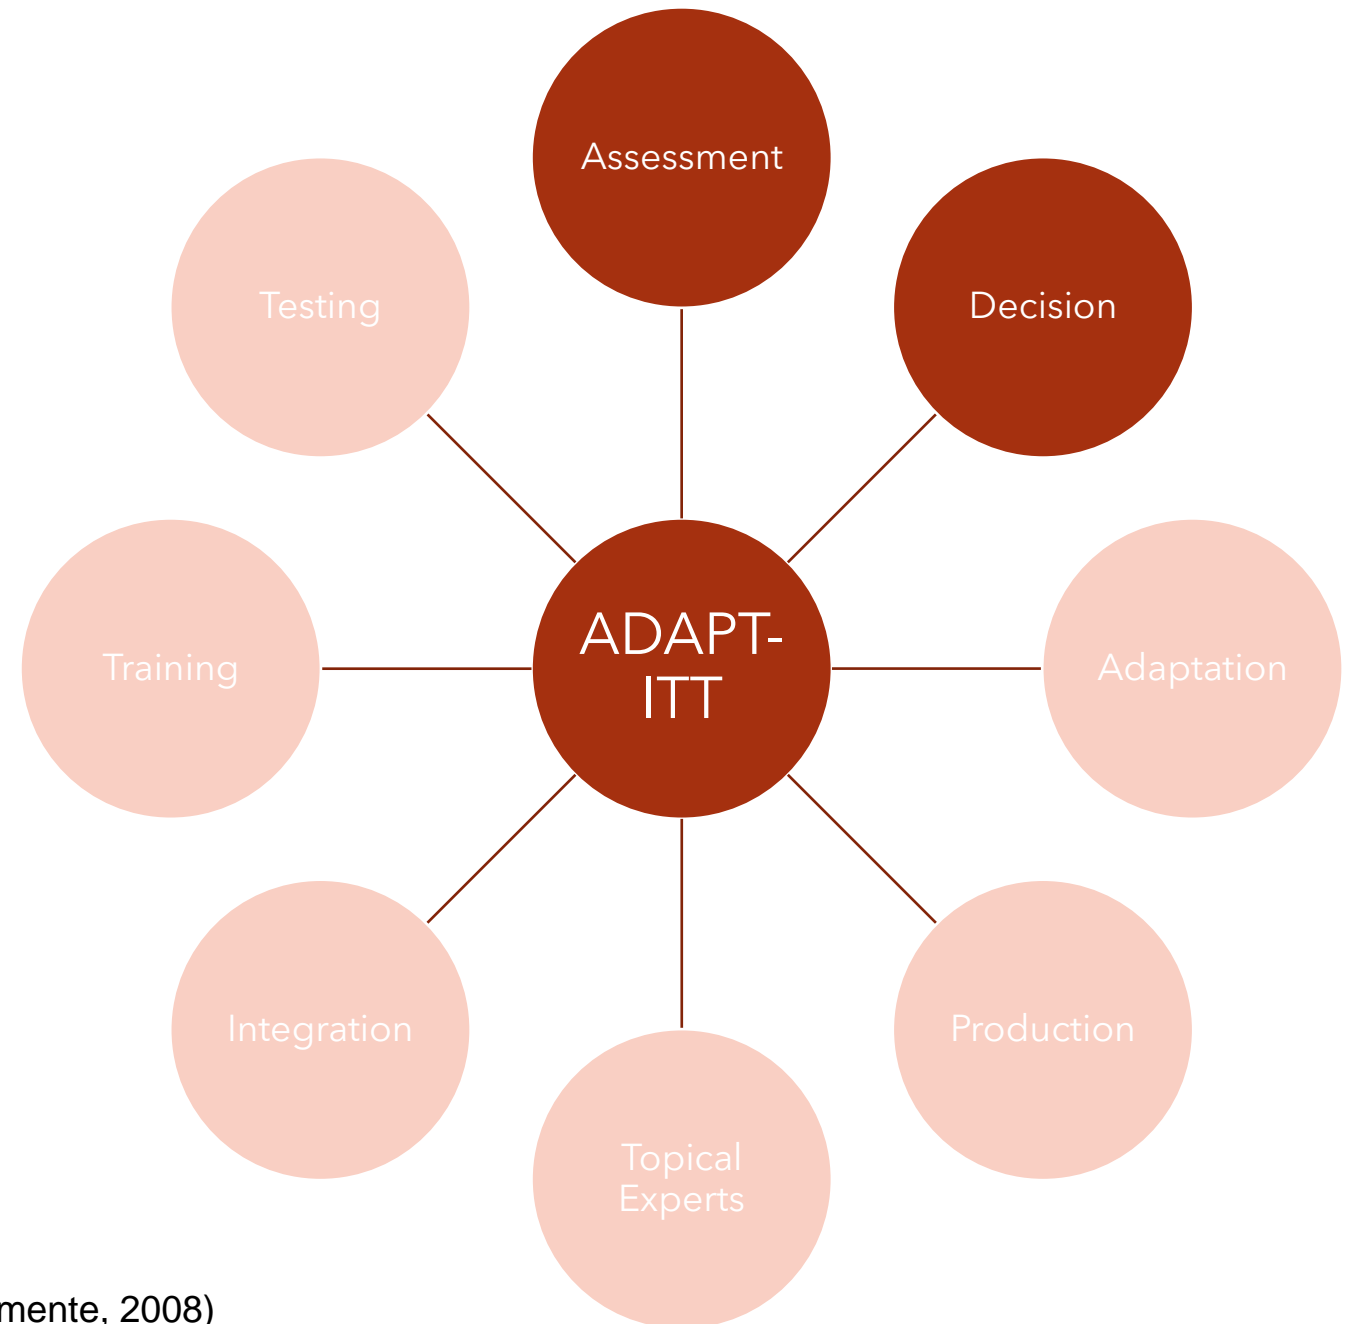 Assessment
Decision
Adaptation
Production
Topical
Experts
Integration
Training
Testing
ADAPT-
ITT
mente, 2008)